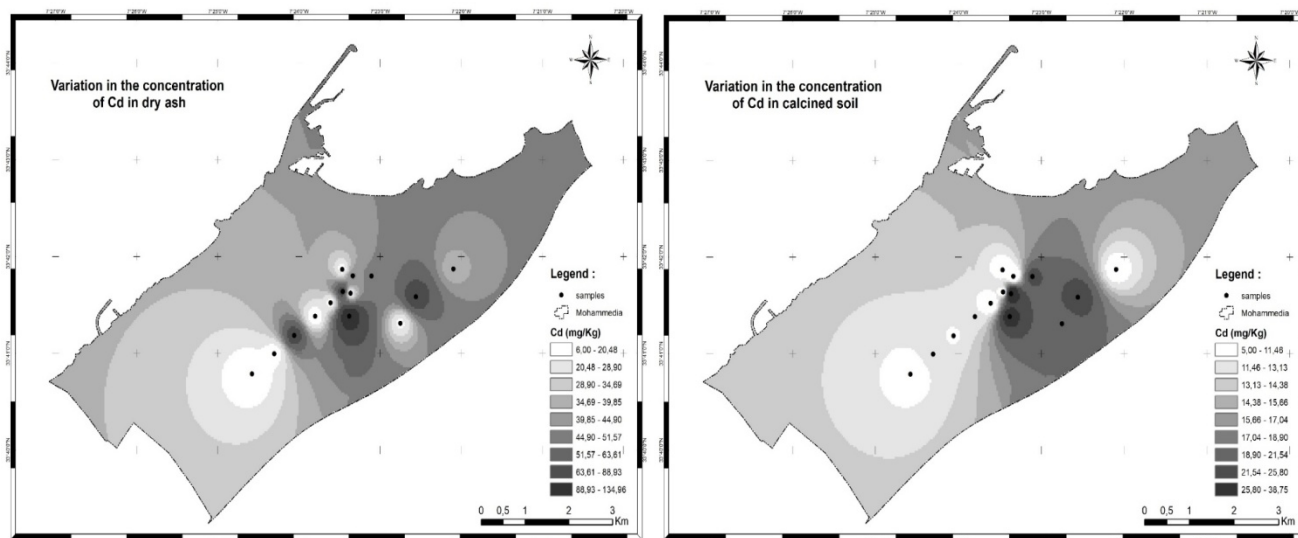 Variation in the concentration
of Cd in dry ash
N
Legend :
samples
Mohammedia
Cd (mg/Kg)
6,00 - 20,48
20,48 - 28,90
28,90 - 34,69
34,69 - 39,85
39,85 - 44,90
44,90 - 51,57
51,57 - 63,61
63,61 - 88,93
88,93 - 134,96
0 0,5 1 2 3
Km
Variation in the concentration
of Cd in calcined soil
N
Legend :
samples
Mohammedia
Cd (mg/Kg)
5,00 - 11,46
11,46 - 13,13
13,13 - 14,38
14,38 - 15,66
15,66 - 17,04
17,04 - 18,90
18,90 - 21,54
21,54 - 25,80
25,80 - 38,75
0 0,5 1 2 3
Km